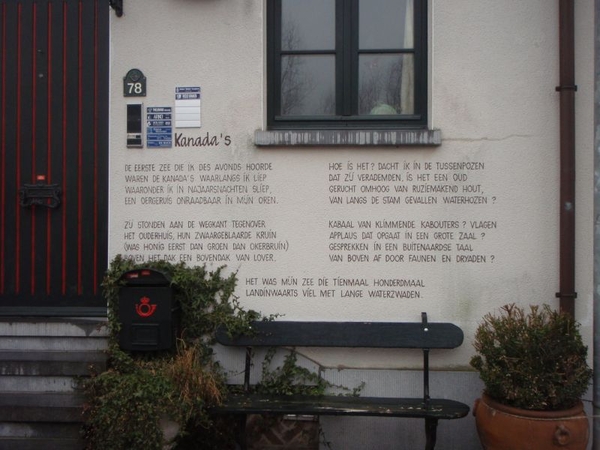 78
Kanada's
DE EERSTE ZEE DIE IK DES AVONDS HOORDE
WAREN DE KANADA'S WAARLANGS IK LIEP
WAARONDER IK IN NAJAARSNACHTEN SLIEP,
EEN OERGERUIS ONRAADBAAR IN MIJN OREN.
ZIJ STONDEN AAN DE WEGKANT TEGENOVER
HET OUDERHUIS, HUN ZWAARGEBLAARDE KRUIN
(WAS HONIG EERST DAN GROEN DAN OKERBRUIN)
BOVEN HET DAK EEN BOVENDAK VAN LOVER.
HOE IS HET? DACHT IK IN DE TUSSENPOZEN
DAT ZIJ VERADEMDEN. IS HET EEN OUD
GERUCHT OMHOOG VAN RUZIEMAKEND HOUT,
VAN LANGS DE STAM GEVALLEN WATERHOZEN?
KABAAL VAN KLIMMENDE KABOUTERS? VLAGEN
APPLAUS DAT OPGAAT IN EEN GROTE ZAAL?
GESPREKKEN IN EEN BUITENAARDSE TAAL
VAN BOVEN AF DOOR FAUNEN EN DRYADEN?
HET WAS MIJN ZEE DIE TIENMAAL HONDERDMAAL
LANDINWAARTS VIEL MET LANGE WATERZWADEN.